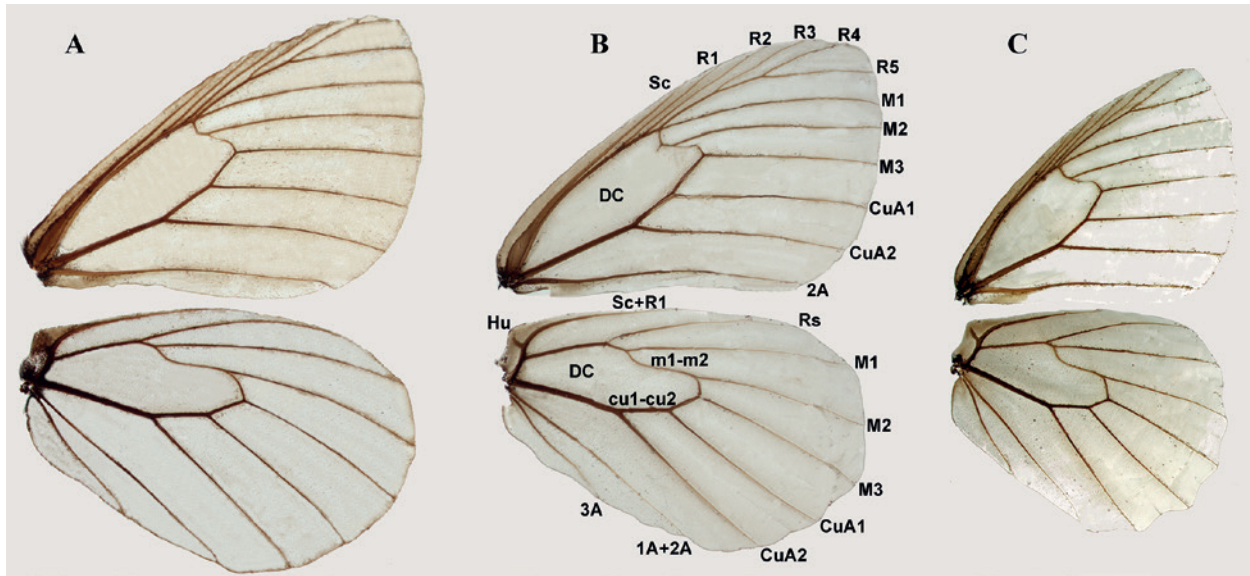 A
B
C
Sc
R1
R2
R3
R4
R5
M1
M2
M3
CuA1
CuA2
2A
DC
Hu
Sc+R1
Rs
M1
m1-m2
DC
cu1-cu2
M2
M3
CuA1
CuA2
1A+2A
3A